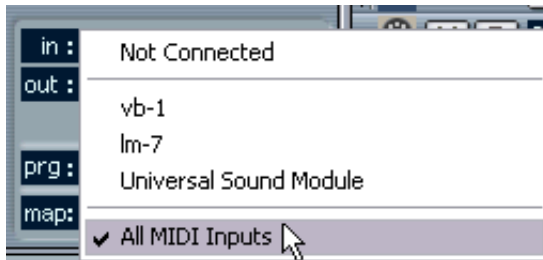 in :
Not Connected
out :
vb-1
lm-7
prg :
Universal Sound Module
map:
✔ All MIDI Inputs